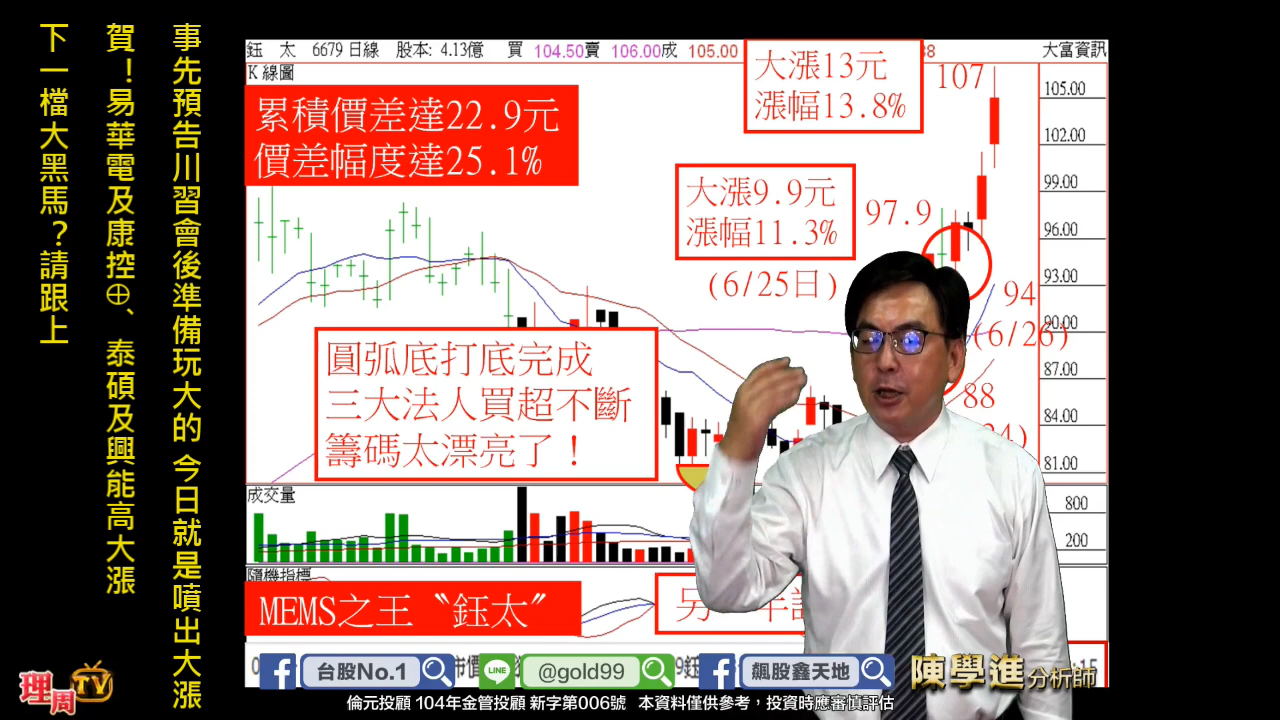 事先預告川習會後準備玩大的 今日就是噴出大漲
賀！易華電及康控⊕、泰碩及興能高大漲
下一檔大黑馬？請跟上
鈺 太 6679 日線 股本: 4.13億 買 104.50賣 106.00成 105.00
大富資訊
K 線圖
累積價差達22.9元
價差幅度達25.1%
大漲13元
漲幅13.8%
107
大漲9.9元
漲幅11.3%
97.9
(6/25日)
94
(6/26)
88
圓弧底打底完成
三大法人買超不斷
籌碼太漂亮了！
105.00
102.00
99.00
96.00
93.00
90.00
87.00
84.00
81.00
成交量
800
200
隨機指標
MEMS之王〝鈺太〞
台股No.1
LINE
@gold99
飆股鑫天地
陳學進分析師
理周TV
倫元投顧 104年金管投顧 新字第006號 本資料僅供參考，投資時應審慎評估